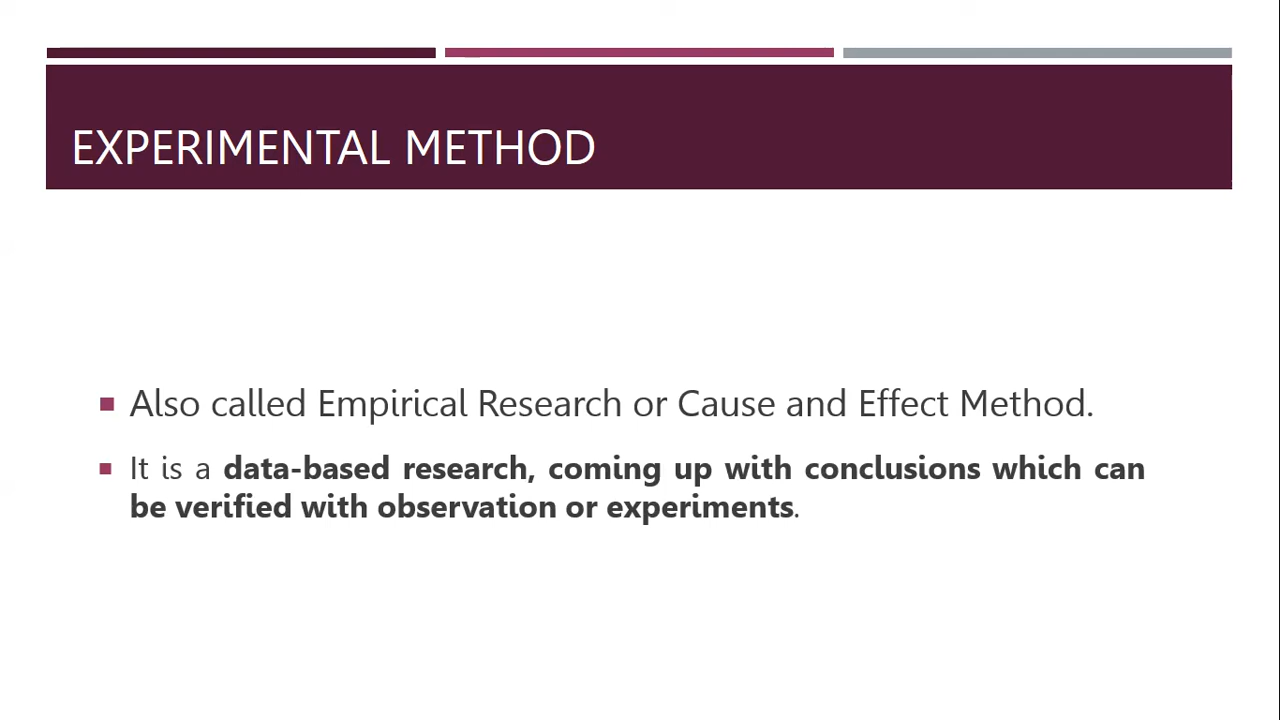 EXPERIMENTAL METHOD
Also called Empirical Research or Cause and Effect Method.
It is a data-based research, coming up with conclusions which can
be verified with observation or experiments.